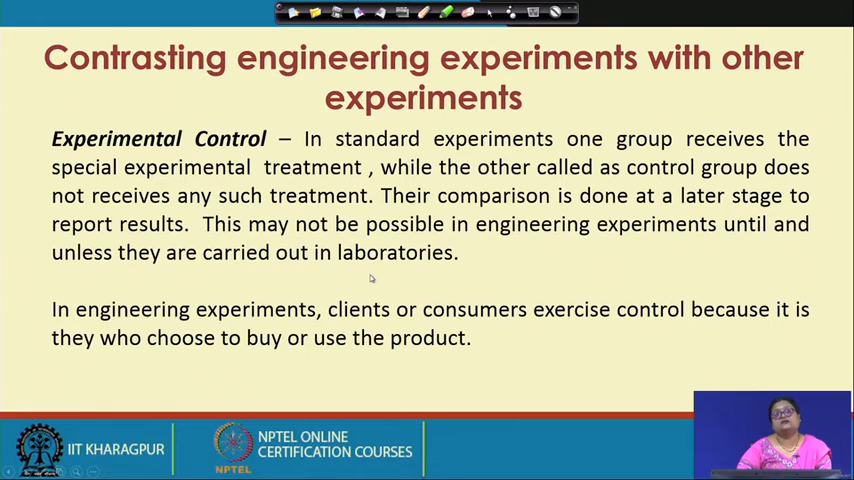 Contrasting engineering experiments with other
experiments
Experimental Control – In standard experiments one group receives the
special experimental treatment , while the other called as control group does
not receives any such treatment. Their comparison is done at a later stage to
report results. This may not be possible in engineering experiments until and
unless they are carried out in laboratories.
In engineering experiments, clients or consumers exercise control because it is
they who choose to buy or use the product.
IIT KHARAGPUR
NPTEL
NPTEL ONLINE
CERTIFICATION COURSES